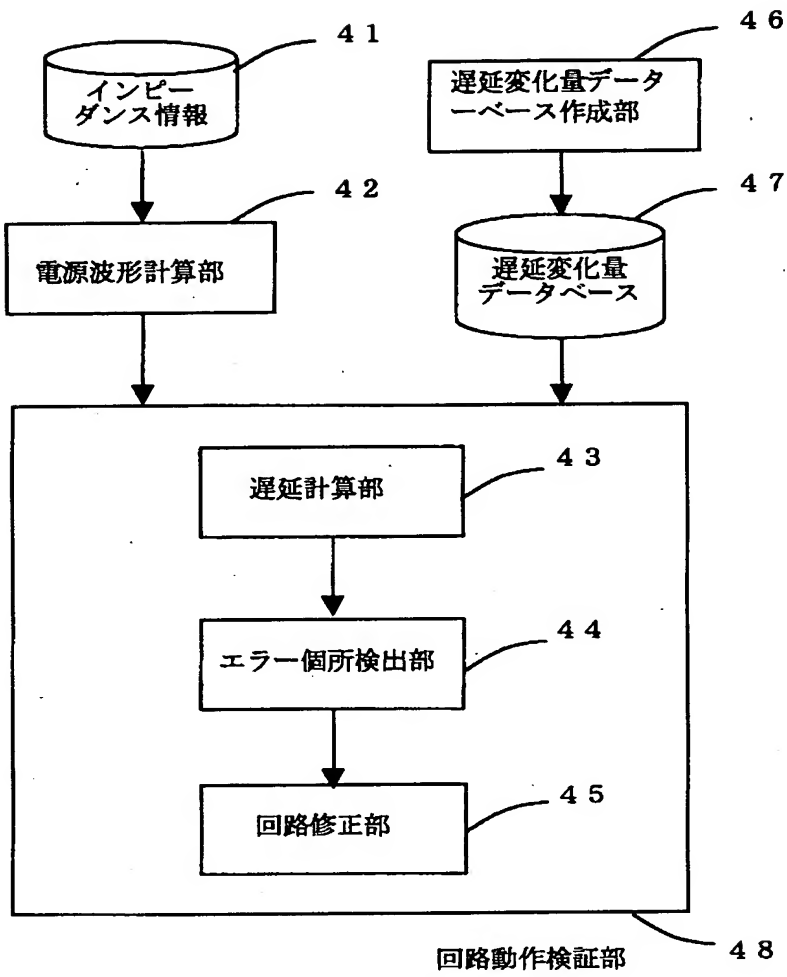 41
インピー
ダンス情報
46
遅延変化量データ
ーベース作成部
42
電源波形計算部
47
遅延変化量
データベース
43
遅延計算部
44
エラー個所検出部
45
回路修正部
回路動作検証部
48